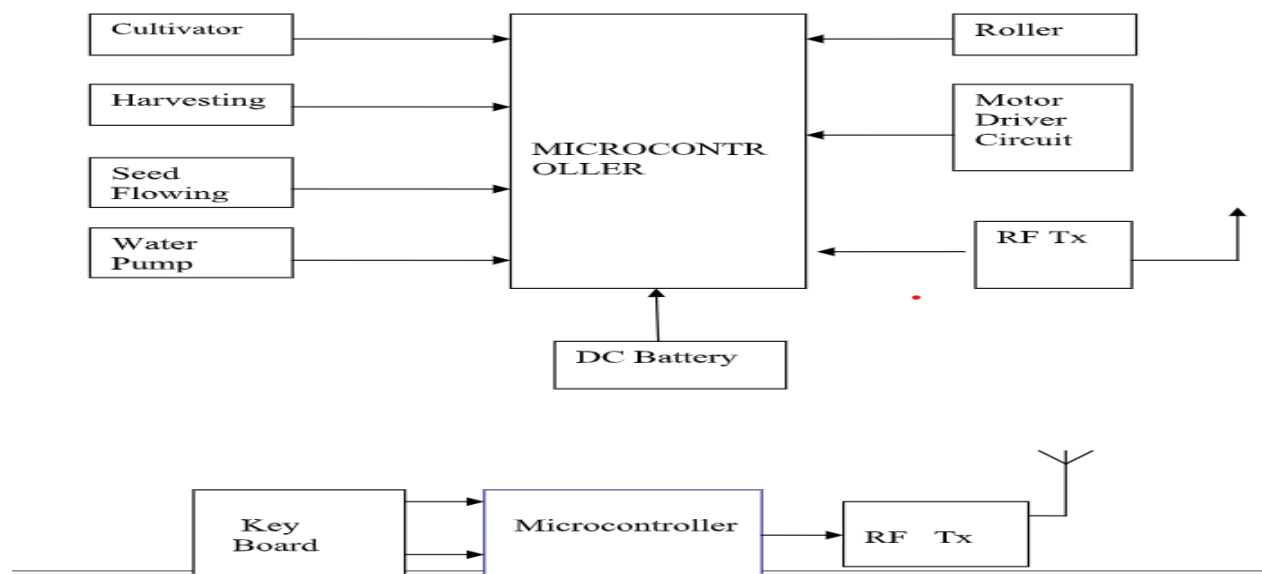 Cultivator
Roller
Harvesting
Motor
Driver
Circuit
MICROCONTR
OLLER
Seed
Flowing
Water
Pump
RF Tx
DC Battery
Key
Board
Microcontroller
RF Tx